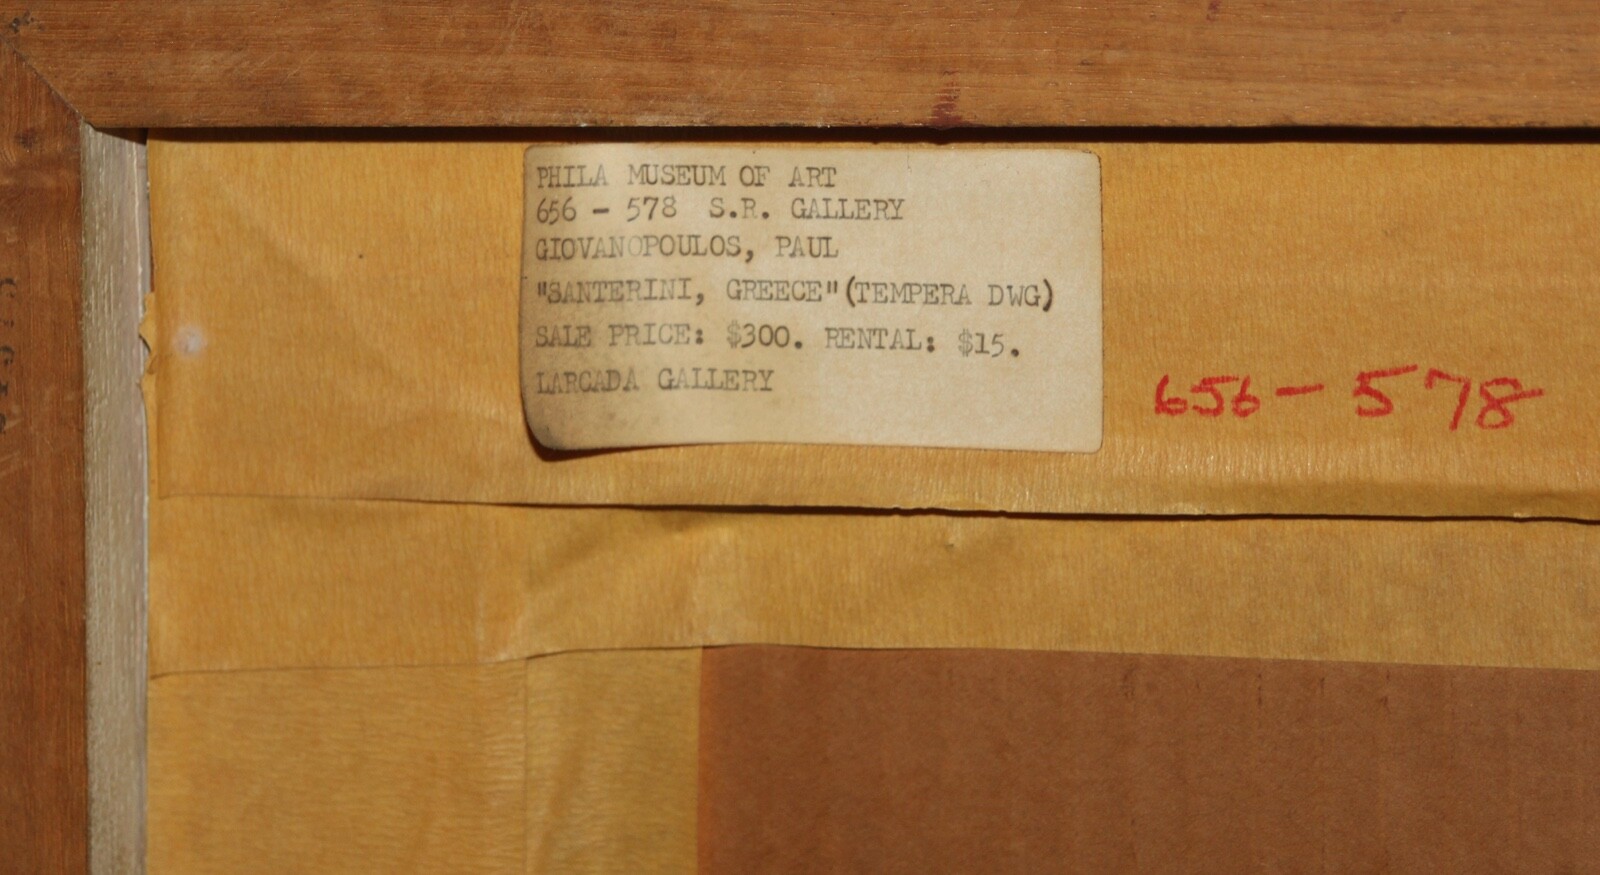 PHILA MUSEUM OF ART
656 - 578 S.R. GALLERY
GIOVANOPOULOS, PAUL
"SANTERINI, GREECE" (TEMPERA DWG)
SALE PRICE: $300. RENTAL: $15.
LARCADA GALLERY
656 - 578